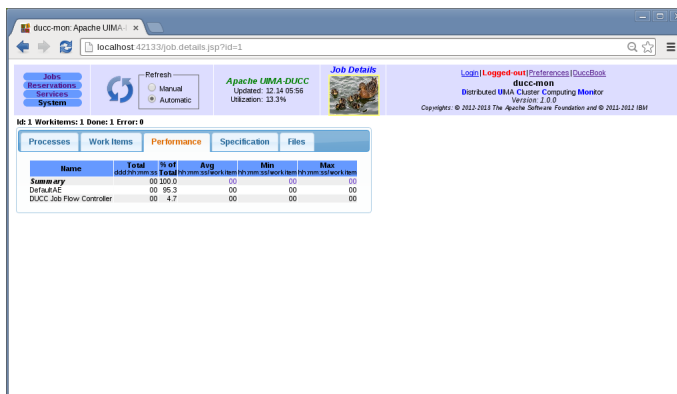 ducc-mon: Apache UIMA-
localhost:42133/job.details.jsp?id=1
Jobs
Reservations
Services
System
Refresh
Manual
Automatic
Apache UIMA-DUCC
Updated: 12.14 05:56
Utilization: 13.3%
Job Details
Login|Logged-out|Preferences|DuccBook
ducc-mon
Distributed UIMA Cluster Computing Monitor
Version: 1.0.0
Copyrights: © 2012-2013 The Apache Software Foundation and © 2011-2012 IBM
Id: 1 Workitems: 1 Done: 1 Error: 0
Processes Work Items Performance Specification Files
Name Total % of Avg Min Max
ddd:hh:mm:ss Total hh:mm:ss/workitem hh:mm:ss/workitem hh:mm:ss/workitem
Summary 00 100.0 00 00 00
DefaultAE 00 95.3 00 00 00
DUCC Job Flow Controller 00 4.7 00 00 00